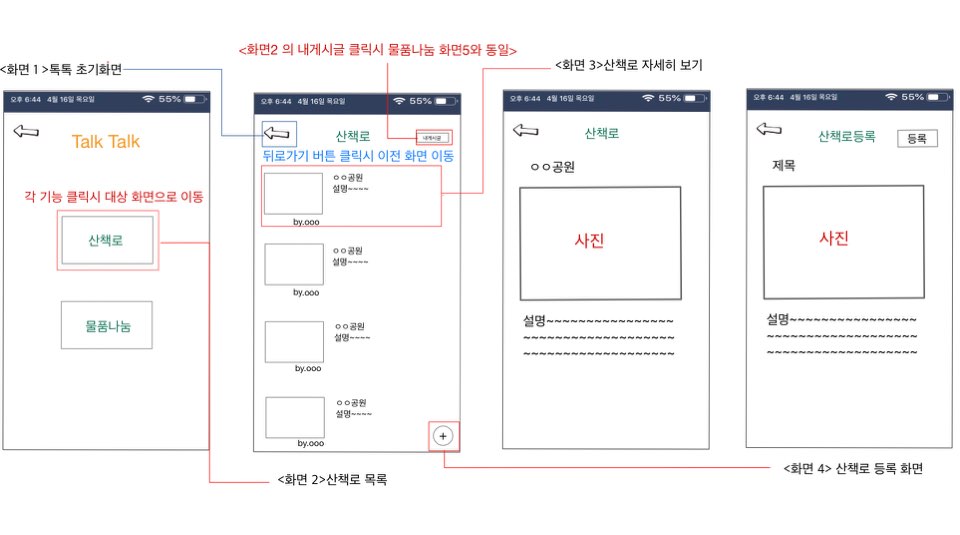 <화면2 의 내게시글 클릭시 물품나눔 화면5와 동일>
<화면 1 >톡톡 초기화면
<화면 3>산책로 자세히 보기
오후 6:44 4월 16일 목요일 55%
Talk Talk
각 기능 클릭시 대상 화면으로 이동
산책로
물품나눔
오후 6:44 4월 16일 목요일 55%
산책로
내게시글
뒤로가기 버튼 클릭시 이전 화면 이동
ㅇㅇ공원
설명~~~~
by.ooo
ㅇㅇ공원
설명~~~~
by.ooo
ㅇㅇ공원
설명~~~~
by.ooo
ㅇㅇ공원
설명~~~~
by.ooo
+
<화면 2>산책로 목록
오후 6:44 4월 16일 목요일 55%
산책로
ㅇㅇ공원
사진
설명~~~~~~~~~~~~~~~~
~~~~~~~~~~~~~~~~~~~
~~~~~~~~~~~~~~~~~~~
오후 6:44 4월 16일 목요일 55%
산책로등록
등록
제목
사진
설명~~~~~~~~~~~~~~~~
~~~~~~~~~~~~~~~~~~~
~~~~~~~~~~~~~~~~~~~
<화면 4> 산책로 등록 화면